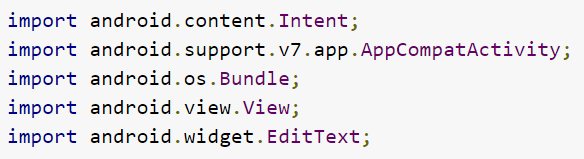 import android.content.Intent;
import android.support.v7.app.AppCompatActivity;
import android.os.Bundle;
import android.view.View;
import android.widget.EditText;